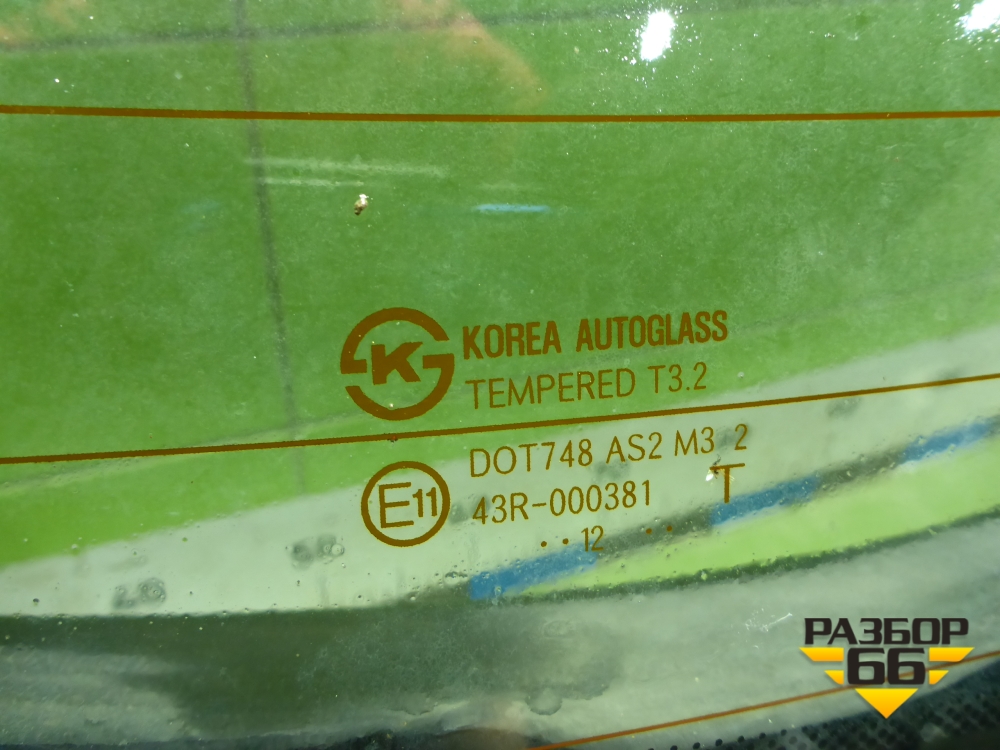 K
KOREA AUTOGLASS
TEMPERED T3.2
DOT748 AS2 M3 2
E11
43R-000381 T
•• 12 ••
РАЗБОР
66